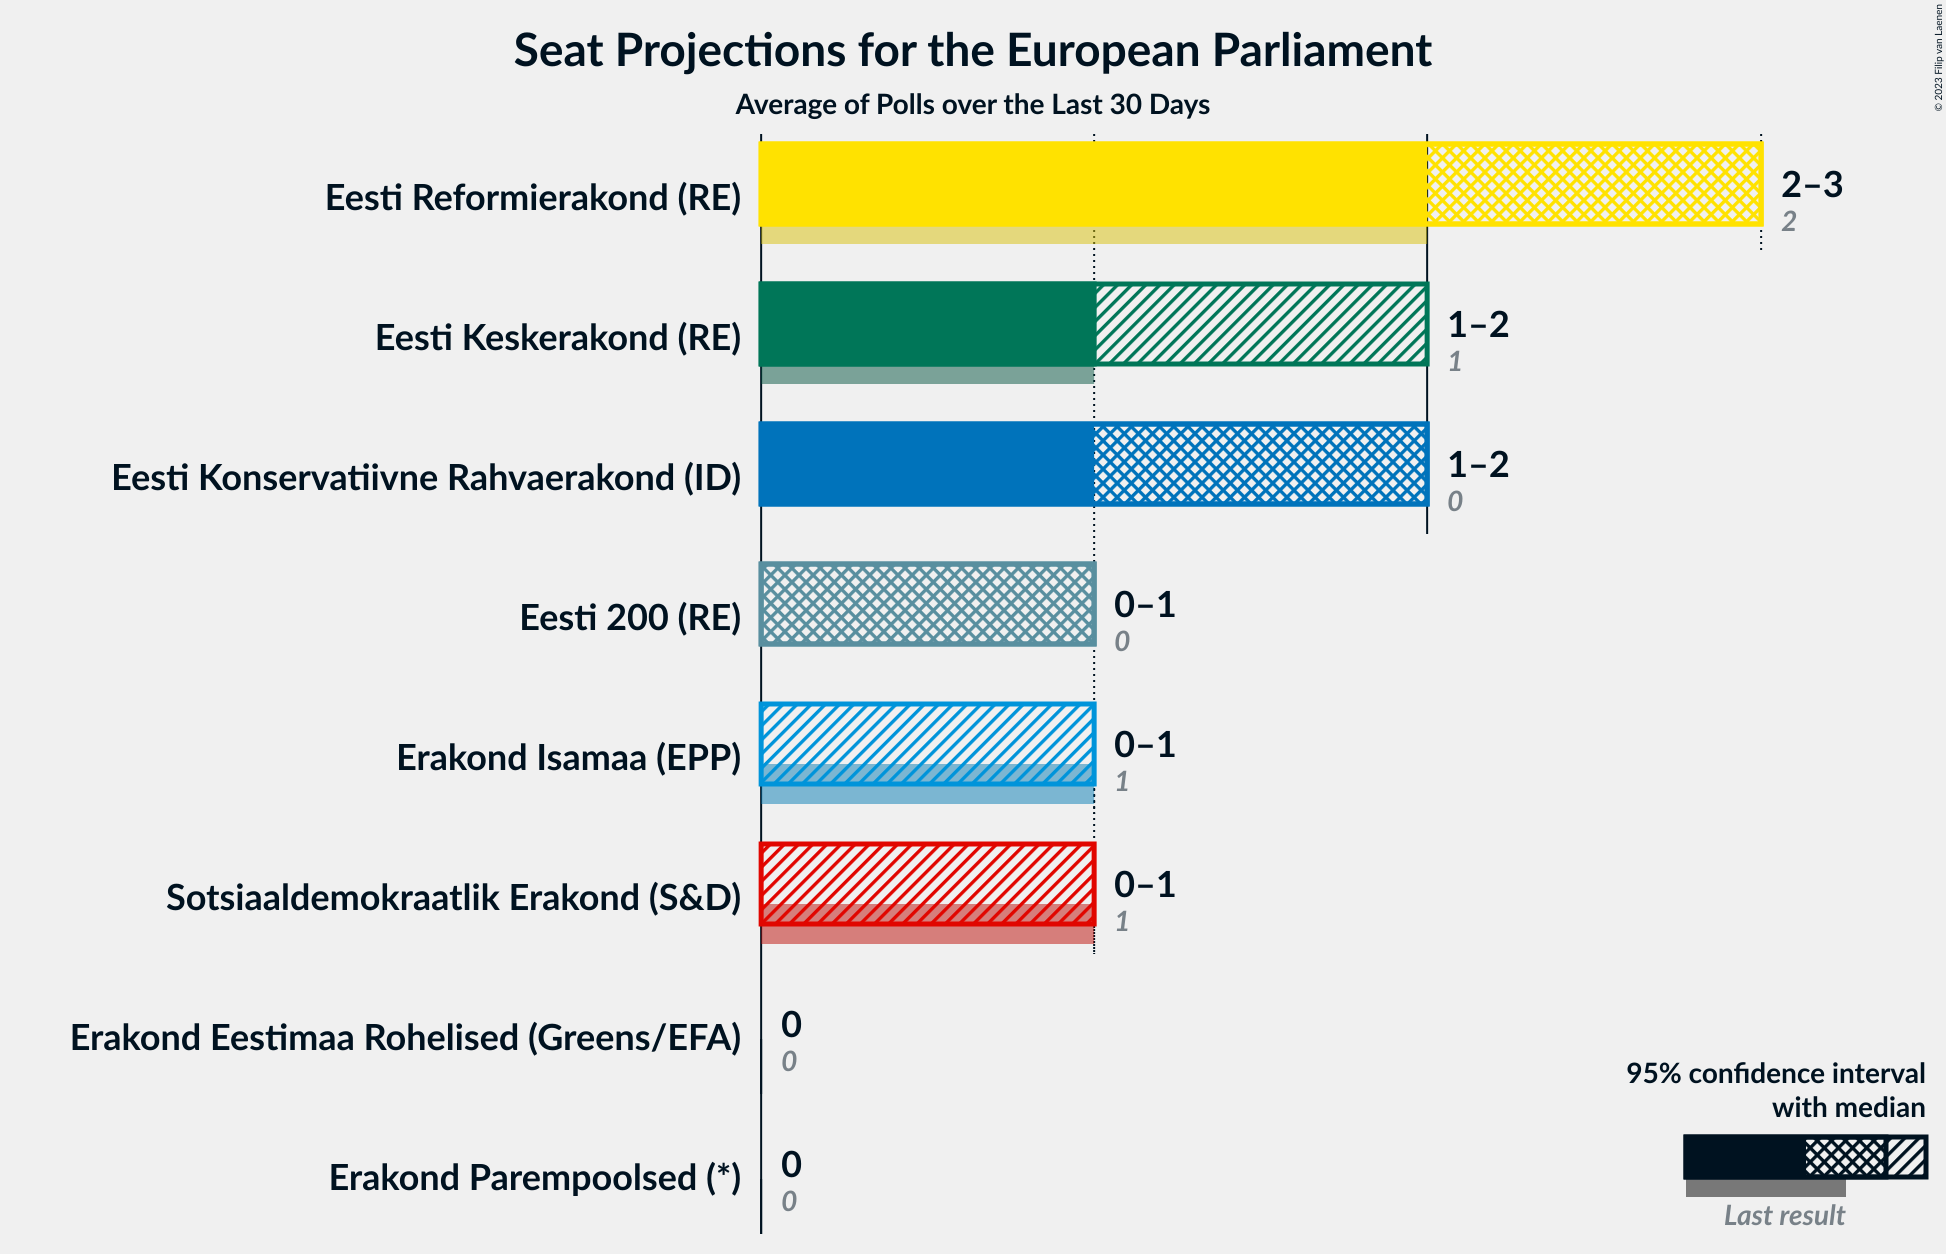 Seat Projections for the European Parliament
Average of Polls over the Last 30 Days
© 2023 Filip van Laenen
Eesti Reformierakond (RE)
2–3
2
Eesti Keskerakond (RE)
1–2
1
Eesti Konservatiivne Rahvaerakond (ID)
1–2
0
Eesti 200 (RE)
0–1
0
Erakond Isamaa (EPP)
0–1
1
Sotsiaaldemokraatlik Erakond (S&D)
0–1
1
Erakond Eestimaa Rohelised (Greens/EFA)
0
0
Erakond Parempoolsed (*)
0
0
95% confidence interval
with median
Last result